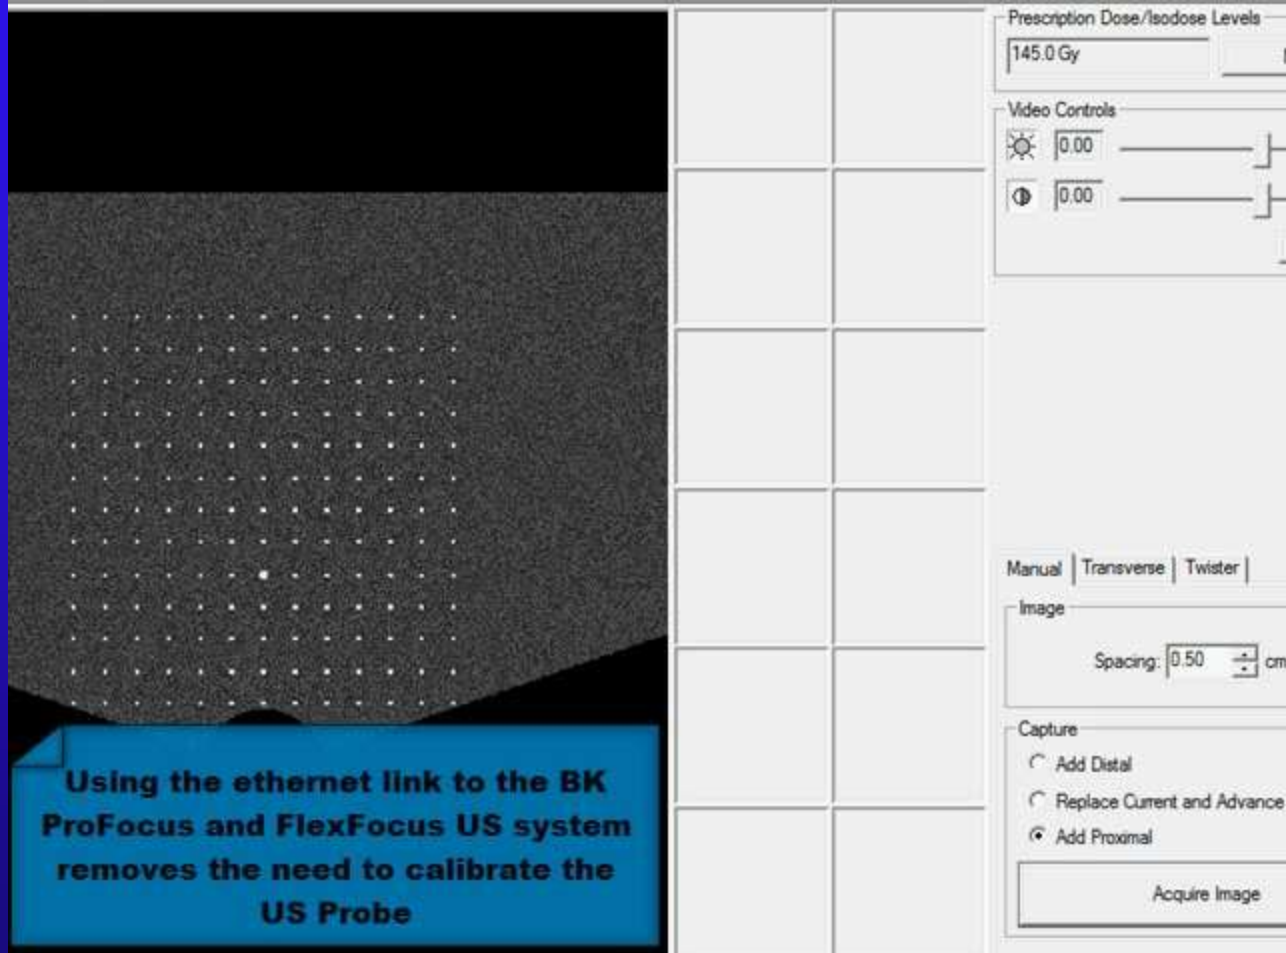 Prescription Dose/Isodose Levels
145.0 Gy
Video Controls
0.00
0.00
Manual Transverse Twister
Image
Spacing: 0.50 cm
Capture
Add Distal
Replace Current and Advance
Add Proximal
Acquire Image
Using the ethernet link to the BK
ProFocus and FlexFocus US system
removes the need to calibrate the
US Probe